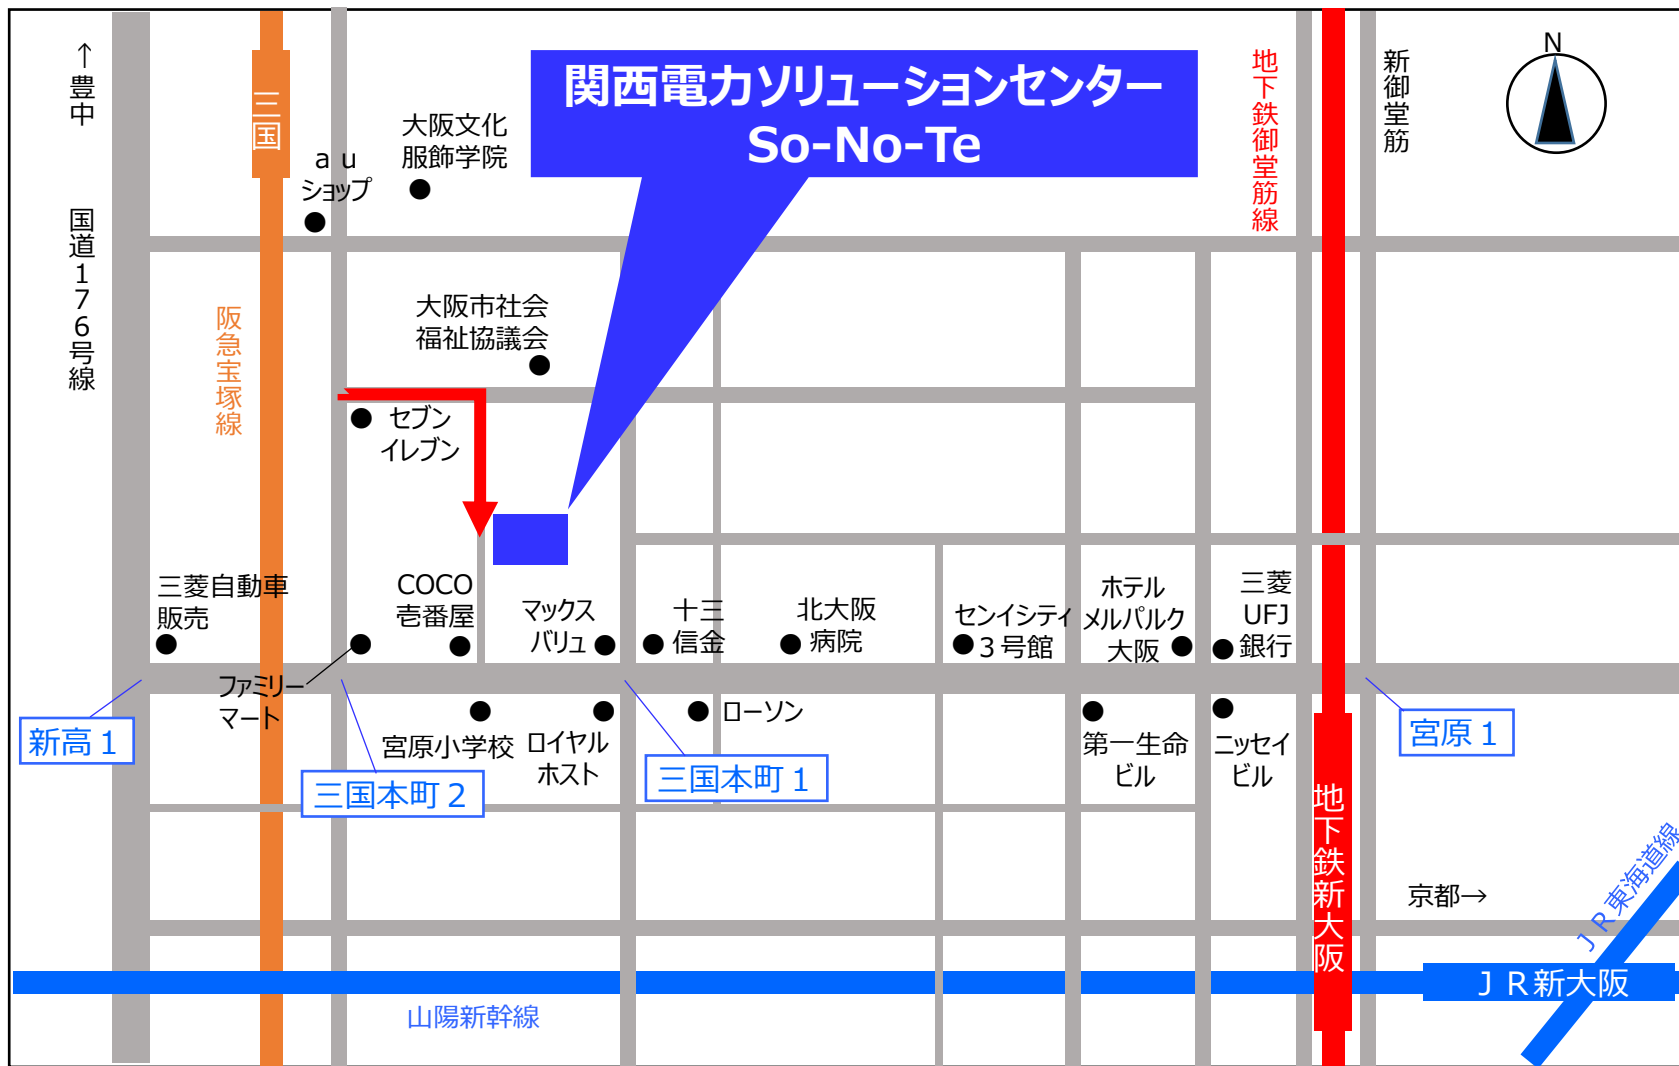 ↑豊中
国道176号線
三国
阪急宝塚線
au
ショップ
大阪文化
服飾学院
関西電力ソリューションセンター
So-No-Te
地下鉄御堂筋線
新御堂筋
N
大阪市社会
福祉協議会
セブン
イレブン
三菱自動車
販売
COCO
壱番屋
マックス
バリュ
十三
信金
北大阪
病院
センイシティ
3号館
ホテル
メルパルク
大阪
三菱
UFJ
銀行
ファミリー
マート
新高1
宮原小学校
三国本町2
ロイヤル
ホスト
ローソン
三国本町1
第一生命
ビル
ニッセイ
ビル
宮原1
地下鉄新大阪
京都→
JR東海道線
JR新大阪
山陽新幹線